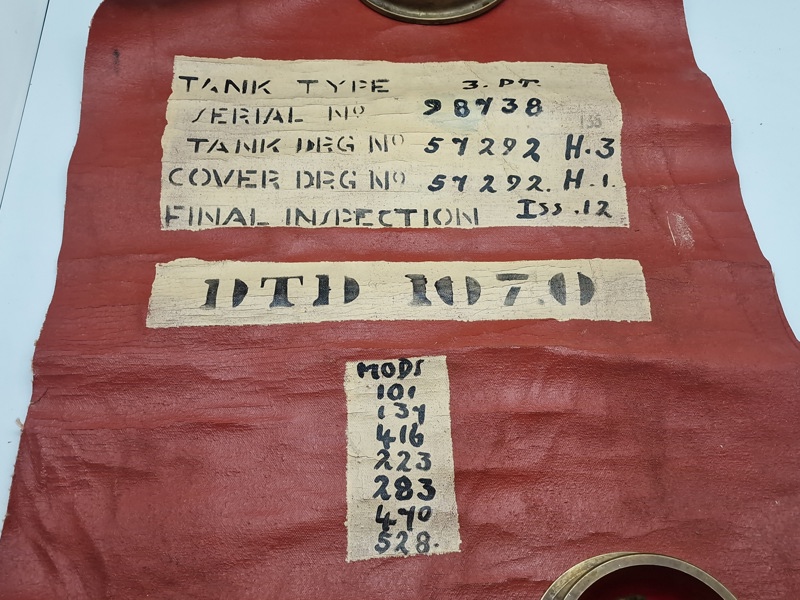 TANK TYPE 3. PT.
SERIAL Nº 98738
TANK DRG Nº 57292 H.3
COVER DRG Nº 57292. H.1.
FINAL INSPECTION Iss.12
DTD 1070
MODS
101
137
416
223
283
470
528.